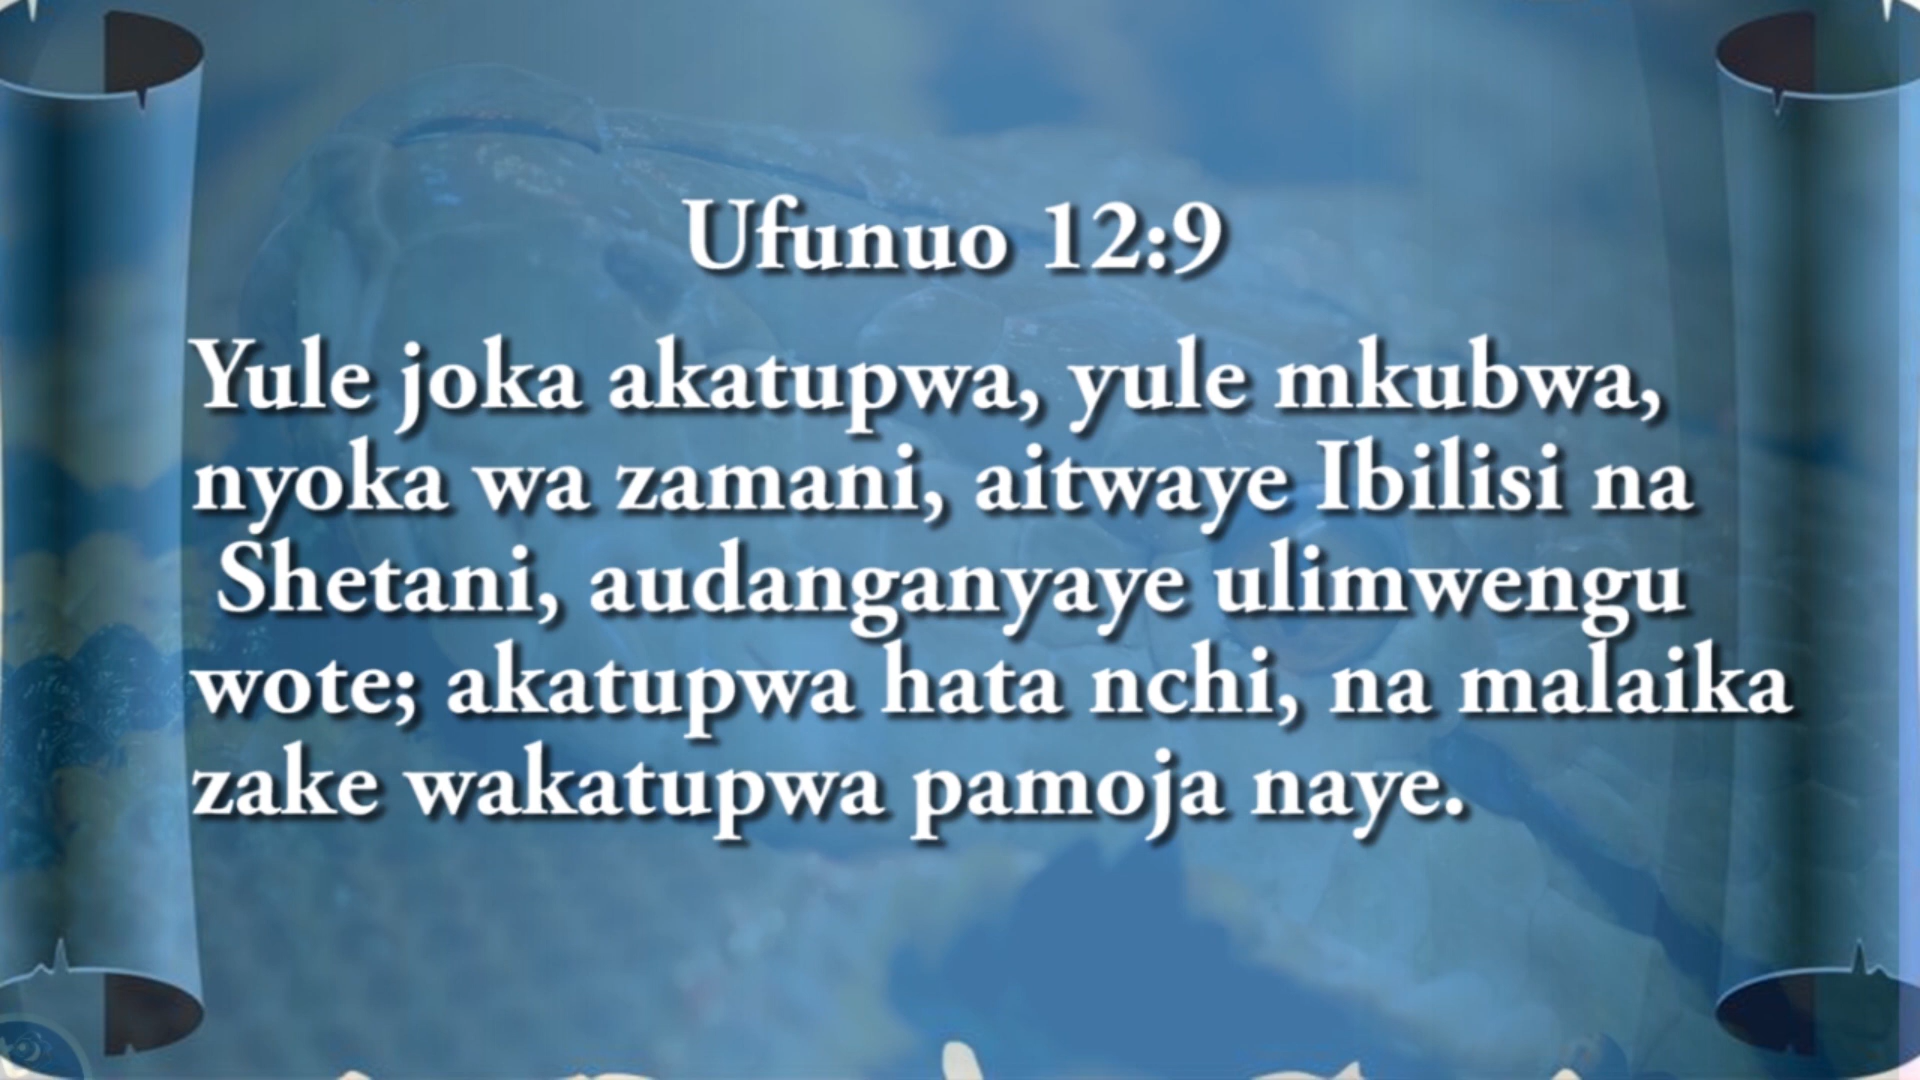 Ufunuo 12:9
Yule joka akatupwa, yule mkubwa,
nyoka wa zamani, aitwaye Ibilisi na
Shetani, audanganyaye ulimwengu
wote; akatupwa hata nchi, na malaika
zake wakatupwa pamoja naye.